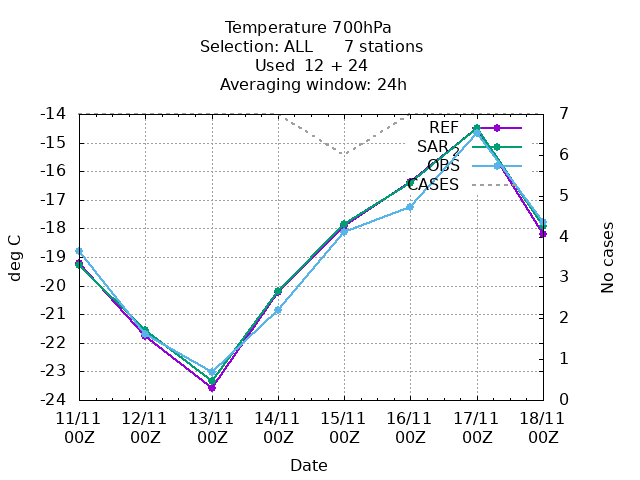 Temperature 700hPa
Selection: ALL      7 stations
Used  12 + 24
Averaging window: 24h
-14
-15
-16
-17
-18
-19
-20
-21
-22
-23
-24
deg C
7
6
5
4
3
2
1
0
No cases
REF
SAR_2
OBS
CASES
11/11 12/11 13/11 14/11 15/11 16/11 17/11 18/11
00Z 00Z 00Z 00Z 00Z 00Z 00Z 00Z
Date